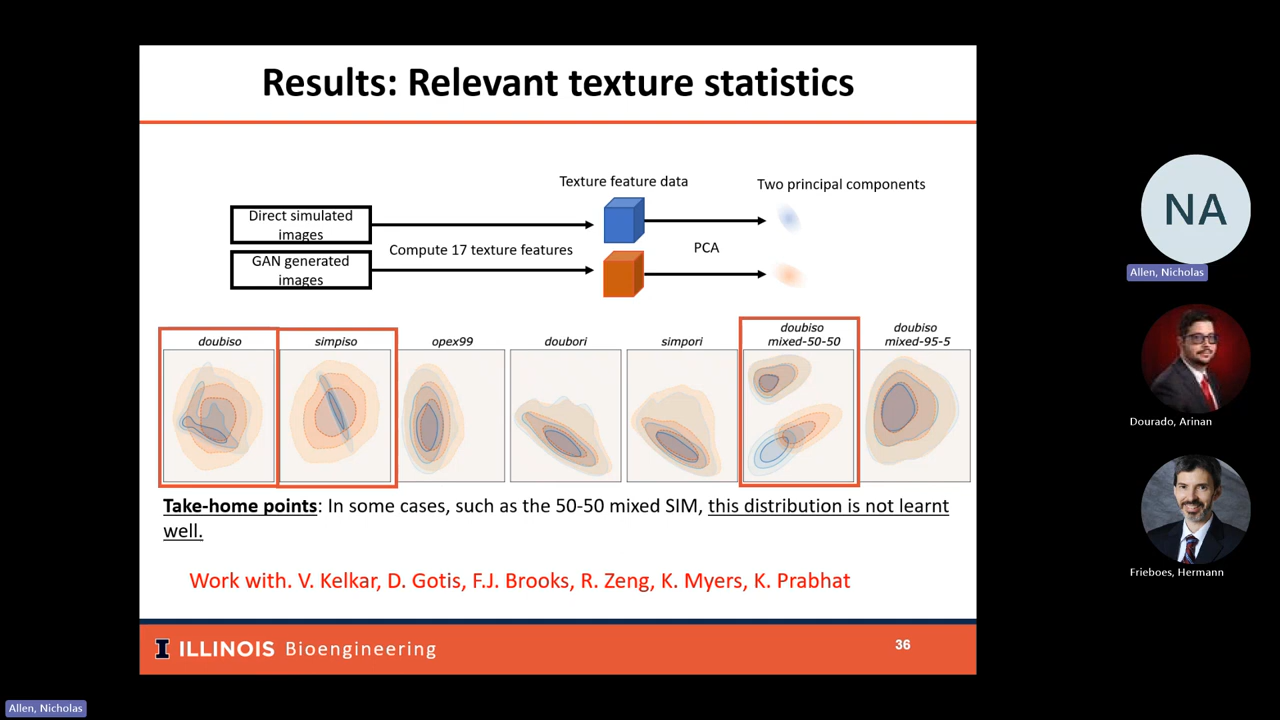 Results: Relevant texture statistics
Texture feature data
Two principal components
Direct simulated
images
Compute 17 texture features
PCA
GAN generated
images
doubiso
simpiso
opex99
doubori
simpori
doubiso
mixed-50-50
doubiso
mixed-95-5
Take-home points: In some cases, such as the 50-50 mixed SIM, this distribution is not learnt
well.
Work with. V. Kelkar, D. Gotis, F.J. Brooks, R. Zeng, K. Myers, K. Prabhat
I ILLINOIS Bioengineering
36
NA
Allen, Nicholas
Dourado, Arinan
Frieboes, Hermann
Allen, Nicholas